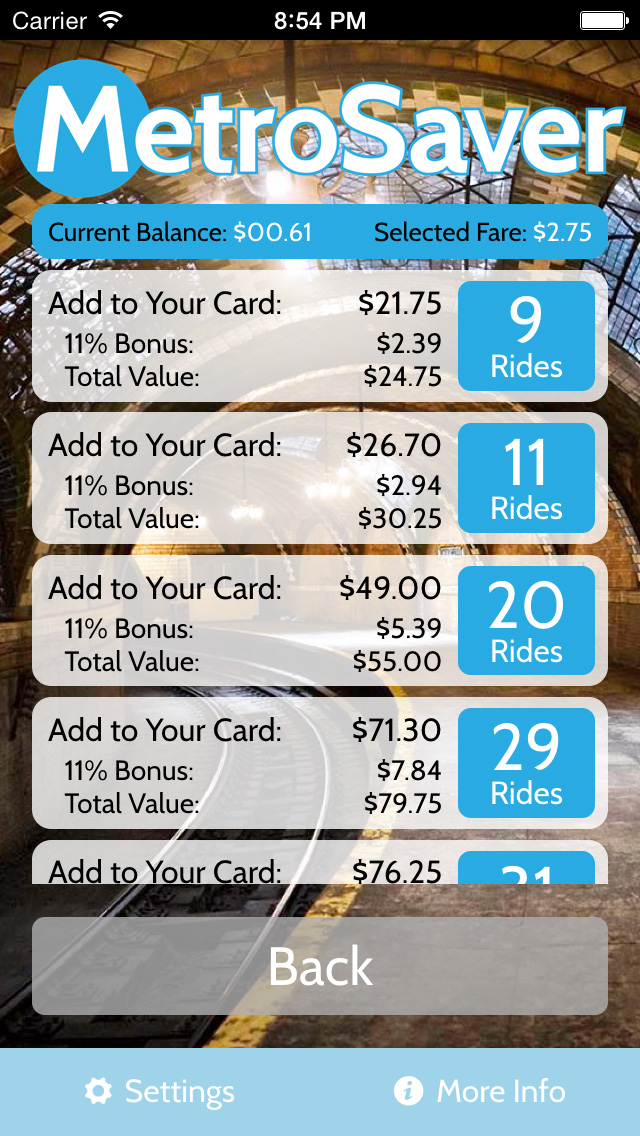 Carrier 8:54 PM
MetroSaver
Current Balance: $00.61 Selected Fare: $2.75
Add to Your Card: $21.75
11% Bonus: $2.39
Total Value: $24.75
9
Rides
Add to Your Card: $26.70
11% Bonus: $2.94
Total Value: $30.25
11
Rides
Add to Your Card: $49.00
11% Bonus: $5.39
Total Value: $55.00
20
Rides
Add to Your Card: $71.30
11% Bonus: $7.84
Total Value: $79.75
29
Rides
Add to Your Card: $76.25
31
Back
Settings More Info